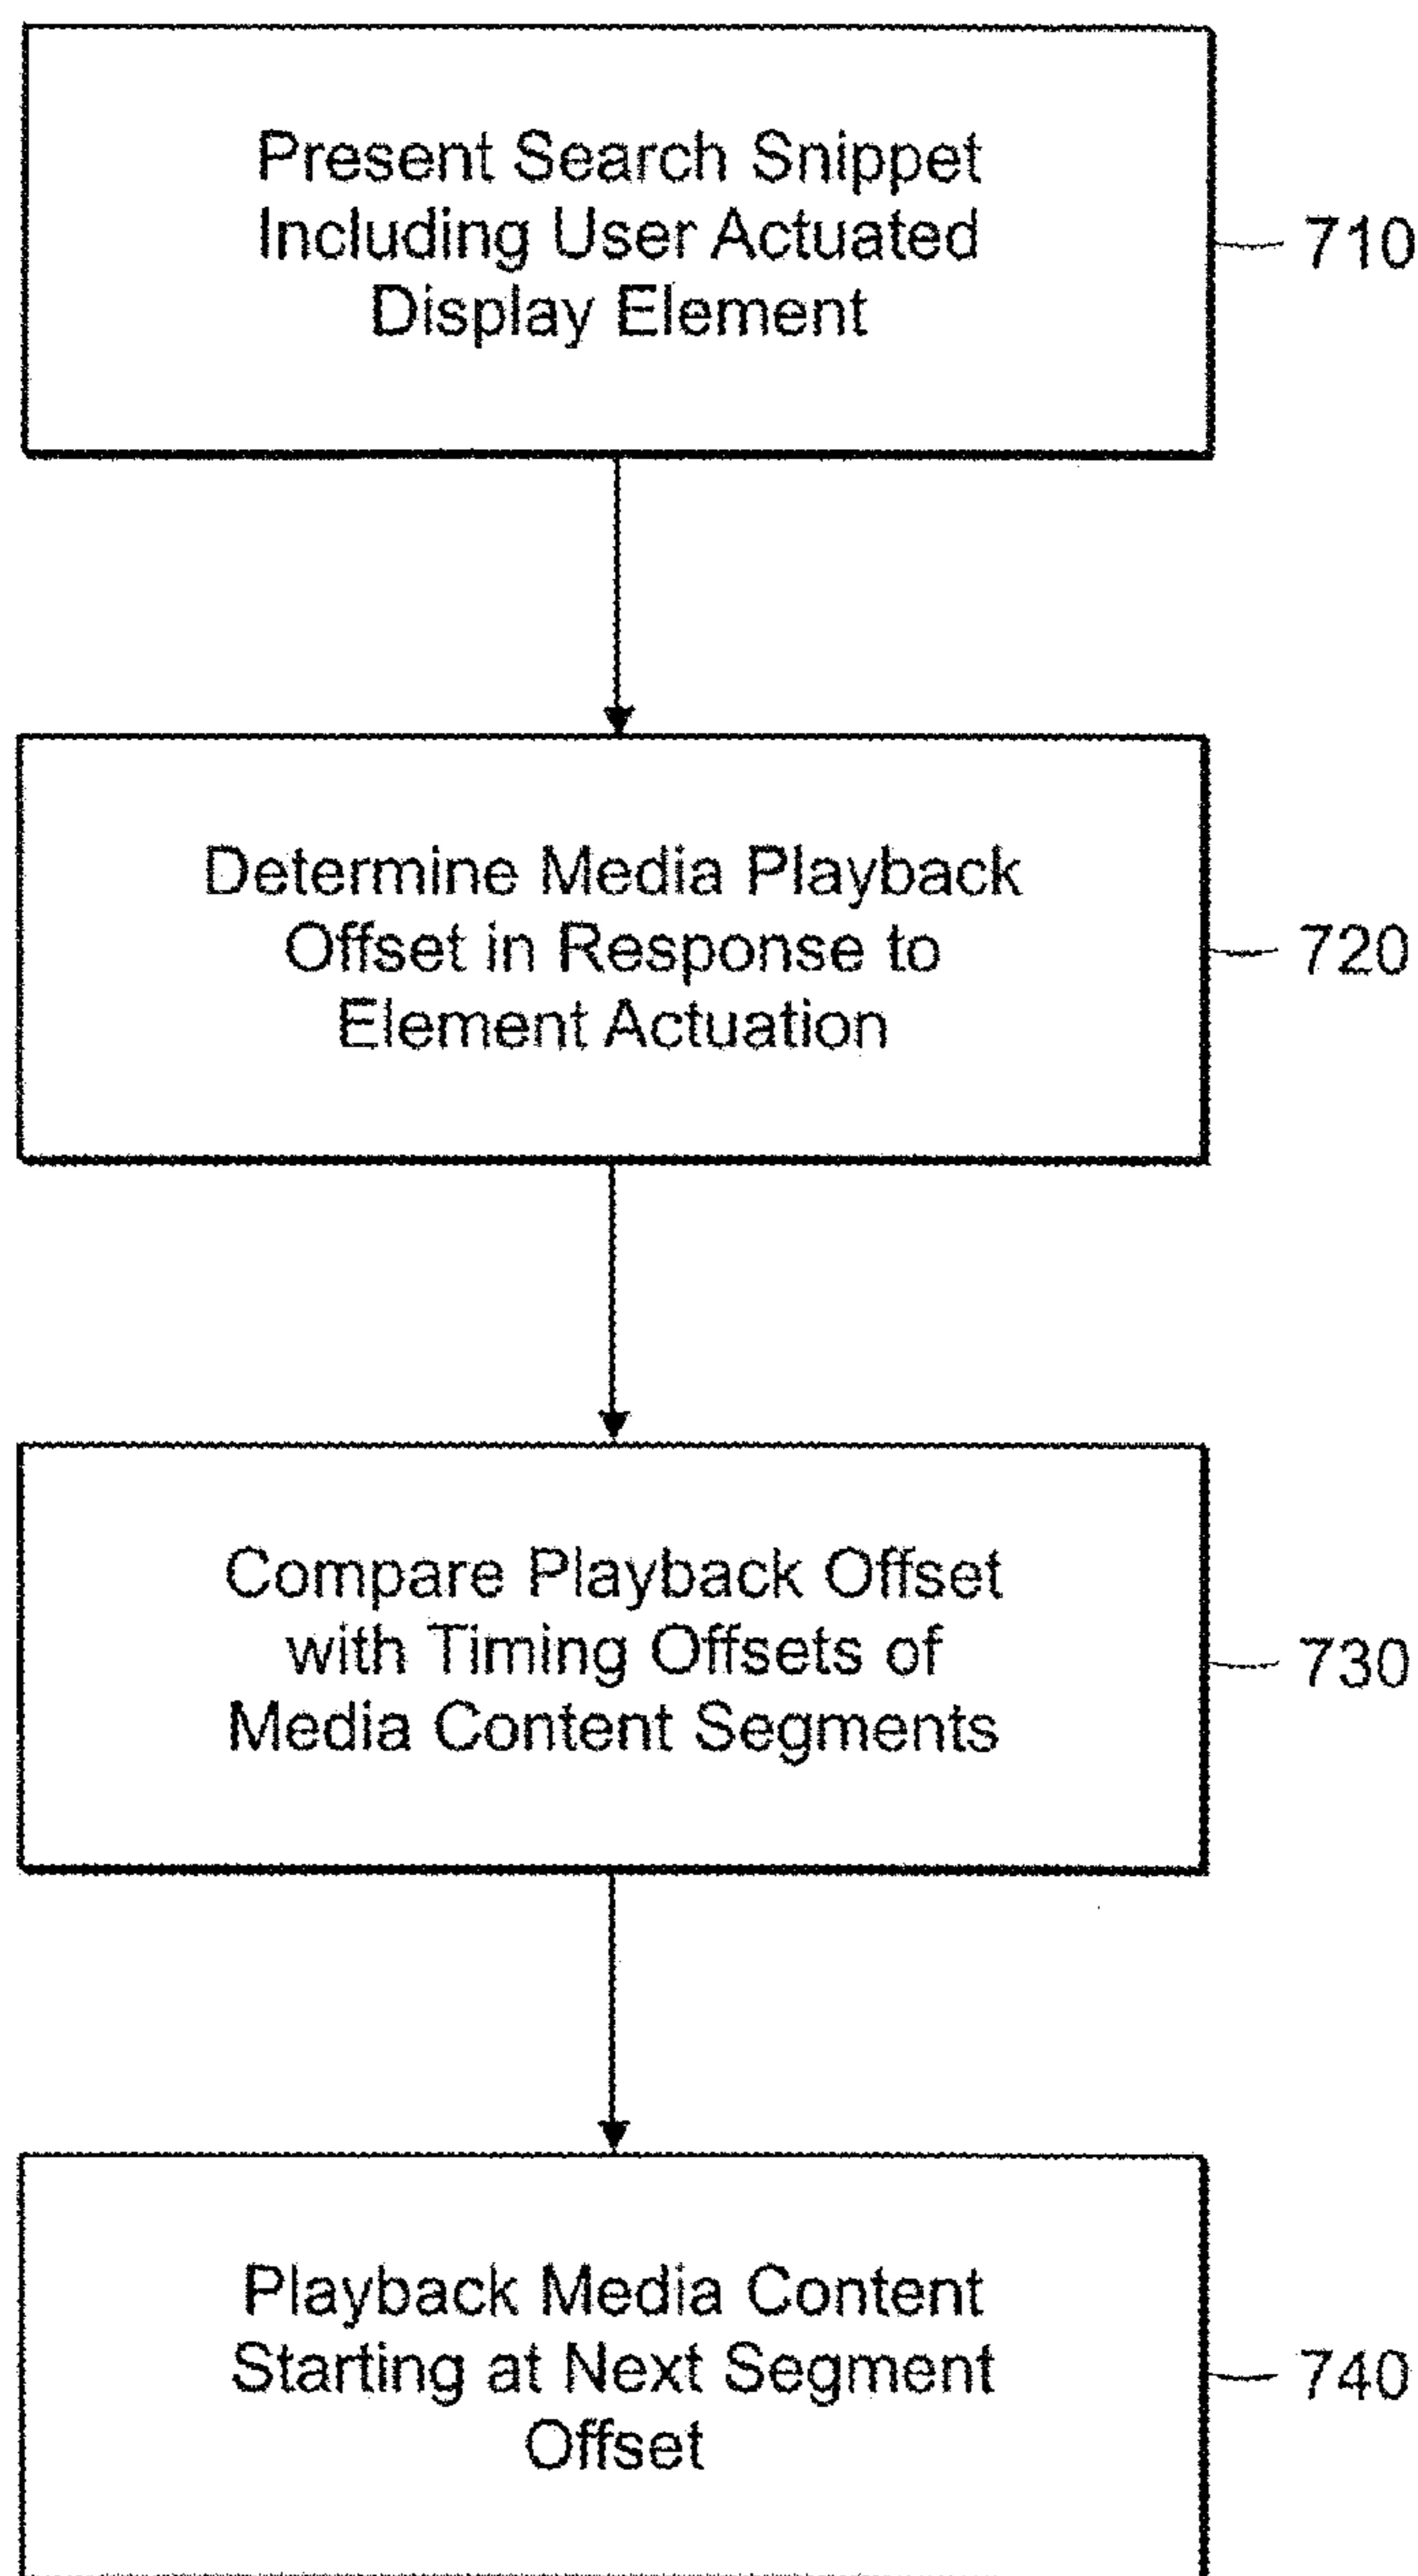 Present Search Snippet
Including User Actuated
Display Element
710
Determine Media Playback
Offset in Response to
Element Actuation
720
Compare Playback Offset
with Timing Offsets of
Media Content Segments
730
Playback Media Content
Starting at Next Segment
Offset
740